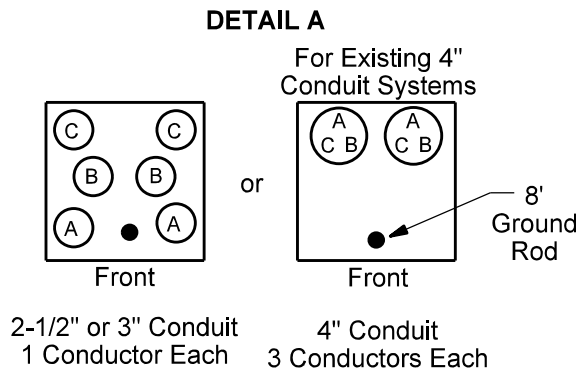 DETAIL A
For Existing 4"
Conduit Systems
C C
B B
A A
Front
2-1/2" or 3" Conduit
1 Conductor Each
or
A A
C B C B
Front
4" Conduit
3 Conductors Each
8'
Ground
Rod